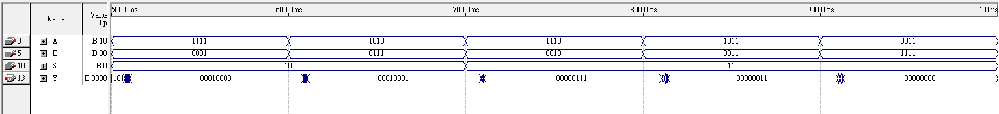 500.0 ns 600.0 ns 700.0 ns 800.0 ns 900.0 ns 1.0 us
Name Value
0 p
0 A B 10 1111 1010 1110 1011 0011
5 B B 00 0001 0111 0010 0011 1111
10 S B 0 10 11
13 Y B 0000 101 00010000 00010001 00000111 00000011 00000000